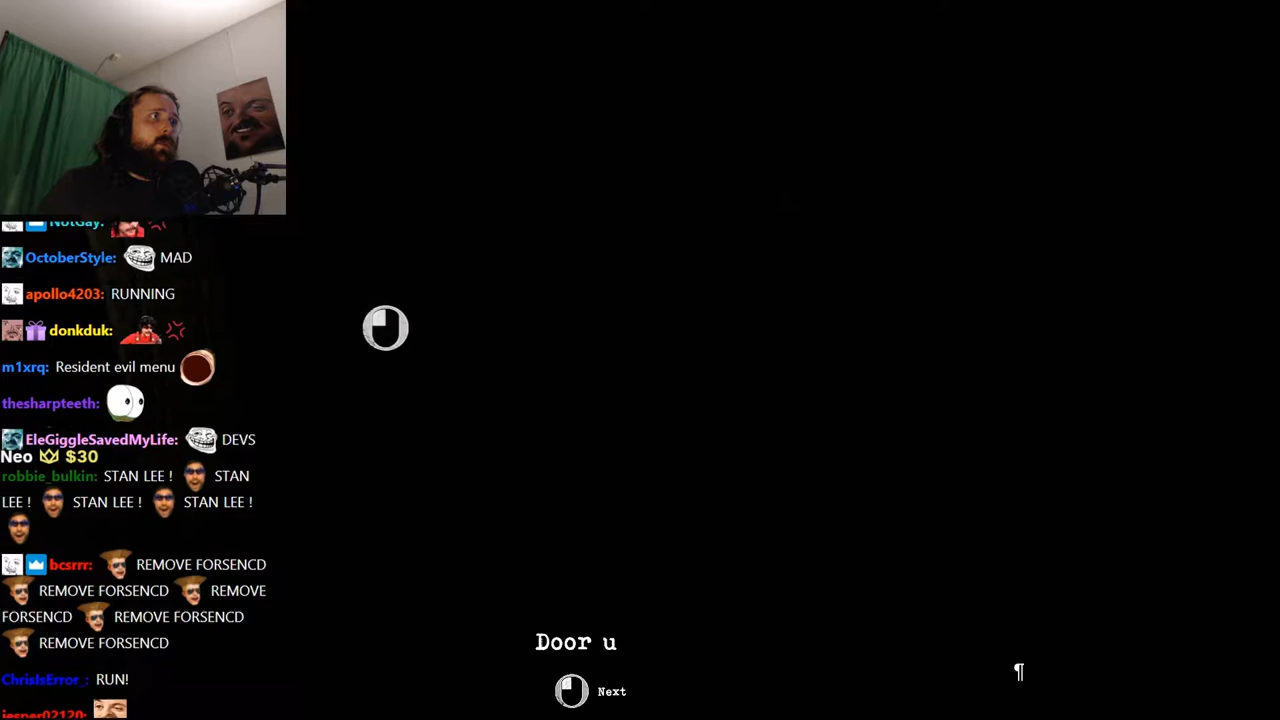 NotGay:
OctoberStyle: MAD
apollo4203: RUNNING
donkduk:
m1xrq: Resident evil menu
thesharpteeth:
EleGiggleSavedMyLife: DEVS
Neo $30
robbie_bulkin: STAN LEE ! STAN
LEE ! STAN LEE ! STAN LEE !
bcsrrr: REMOVE FORSENCD
REMOVE FORSENCD REMOVE
FORSENCD REMOVE FORSENCD
REMOVE FORSENCD
ChrisIsError_: RUN!
jesper02120:
Door u
Next
¶